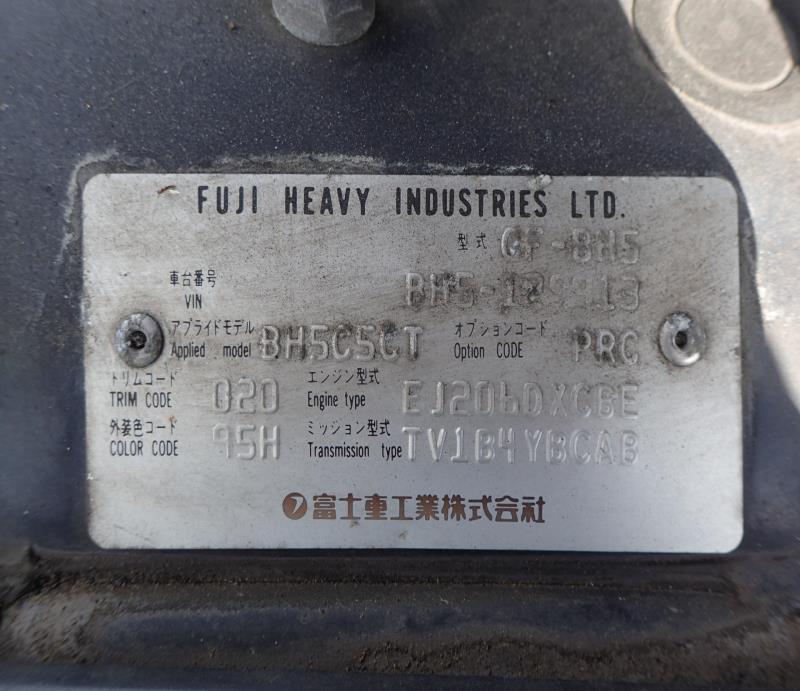 FUJI HEAVY INDUSTRIES LTD.
型式 GF-BH5
車台番号
VIN BH5-129913
アプライドモデル オプションコード
Applied model BH5C5CT Option CODE PRC
トリムコード エンジン型式
TRIM CODE 020 Engine type EJ206DXCBE
外装色コード ミッション型式
COLOR CODE 95H Transmission type TV1B4YBCAB
富士重工業株式会社